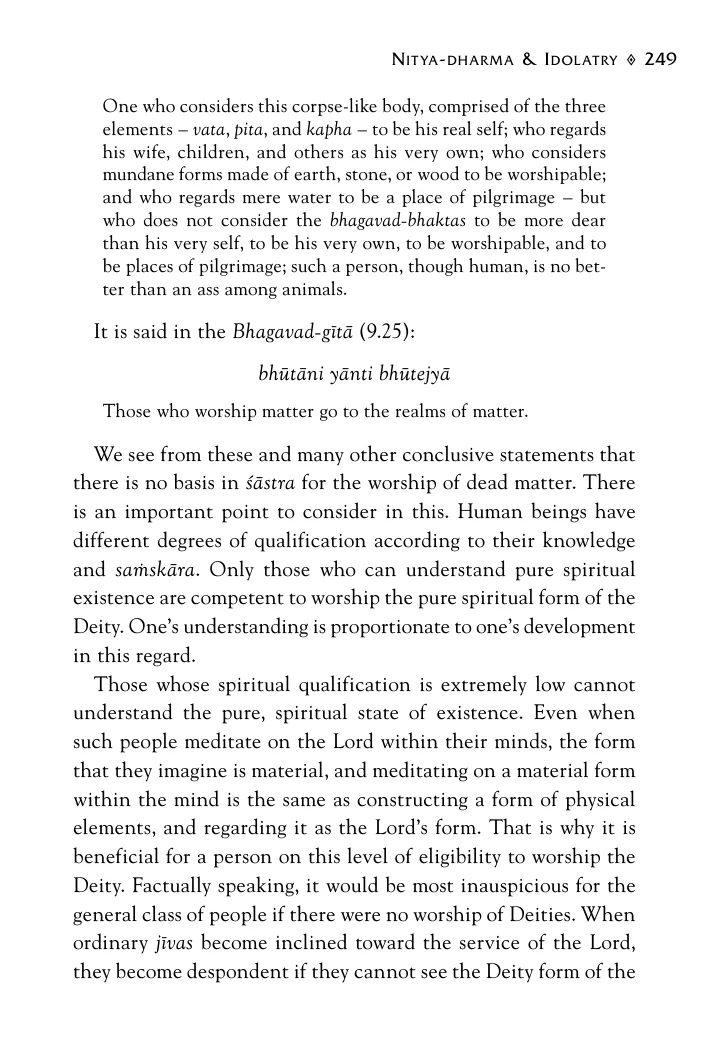 NITYA-DHARMA & IDOLATRY ◊ 249
One who considers this corpse-like body, comprised of the three
elements – vata, pita, and kapha – to be his real self; who regards
his wife, children, and others as his very own; who considers
mundane forms made of earth, stone, or wood to be worshipable;
and who regards mere water to be a place of pilgrimage – but
who does not consider the bhagavad-bhaktas to be more dear
than his very self, to be his very own, to be worshipable, and to
be places of pilgrimage; such a person, though human, is no bet-
ter than an ass among animals.
It is said in the Bhagavad-gītā (9.25):
bhūtāni yānti bhūtejyā
Those who worship matter go to the realms of matter.
We see from these and many other conclusive statements that
there is no basis in śāstra for the worship of dead matter. There
is an important point to consider in this. Human beings have
different degrees of qualification according to their knowledge
and saṁskāra. Only those who can understand pure spiritual
existence are competent to worship the pure spiritual form of the
Deity. One's understanding is proportionate to one's development
in this regard.
Those whose spiritual qualification is extremely low cannot
understand the pure, spiritual state of existence. Even when
such people meditate on the Lord within their minds, the form
that they imagine is material, and meditating on a material form
within the mind is the same as constructing a form of physical
elements, and regarding it as the Lord's form. That is why it is
beneficial for a person on this level of eligibility to worship the
Deity. Factually speaking, it would be most inauspicious for the
general class of people if there were no worship of Deities. When
ordinary jīvas become inclined toward the service of the Lord,
they become despondent if they cannot see the Deity form of the